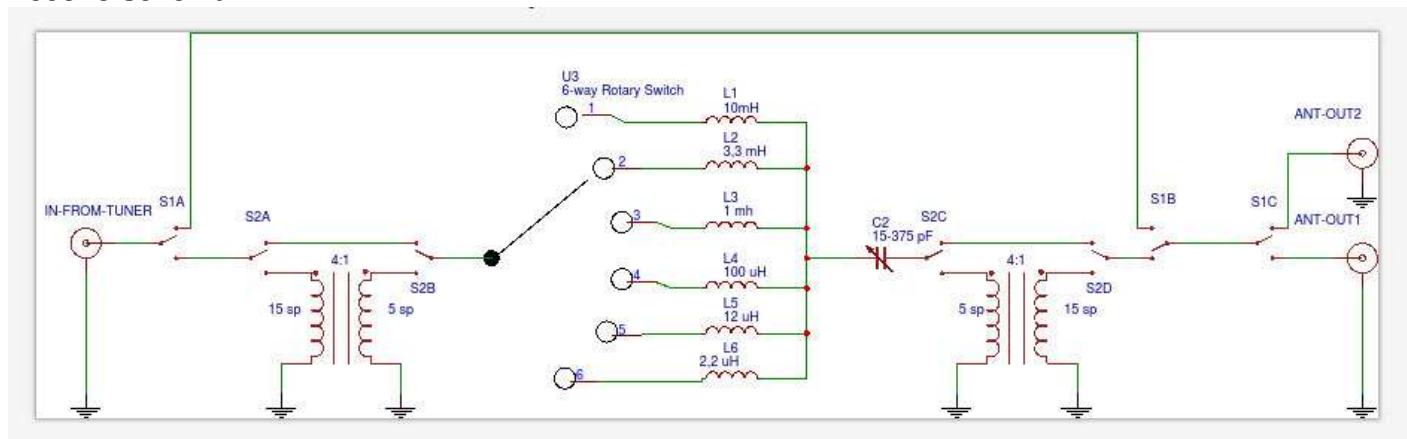 U3
6-way Rotary Switch
1
L1
10mH
L2
3,3 mH
2
ANT-OUT2
IN-FROM-TUNER
S1A
S2A
L3
1 mh
3
C2
15-375 pF
S2C
S1B
S1C
ANT-OUT1
4:1
15 sp
5 sp
S2B
L4
100 uH
4
L5
12 uH
5
L6
2,2 uH
6
4:1
5 sp
15 sp
S2D